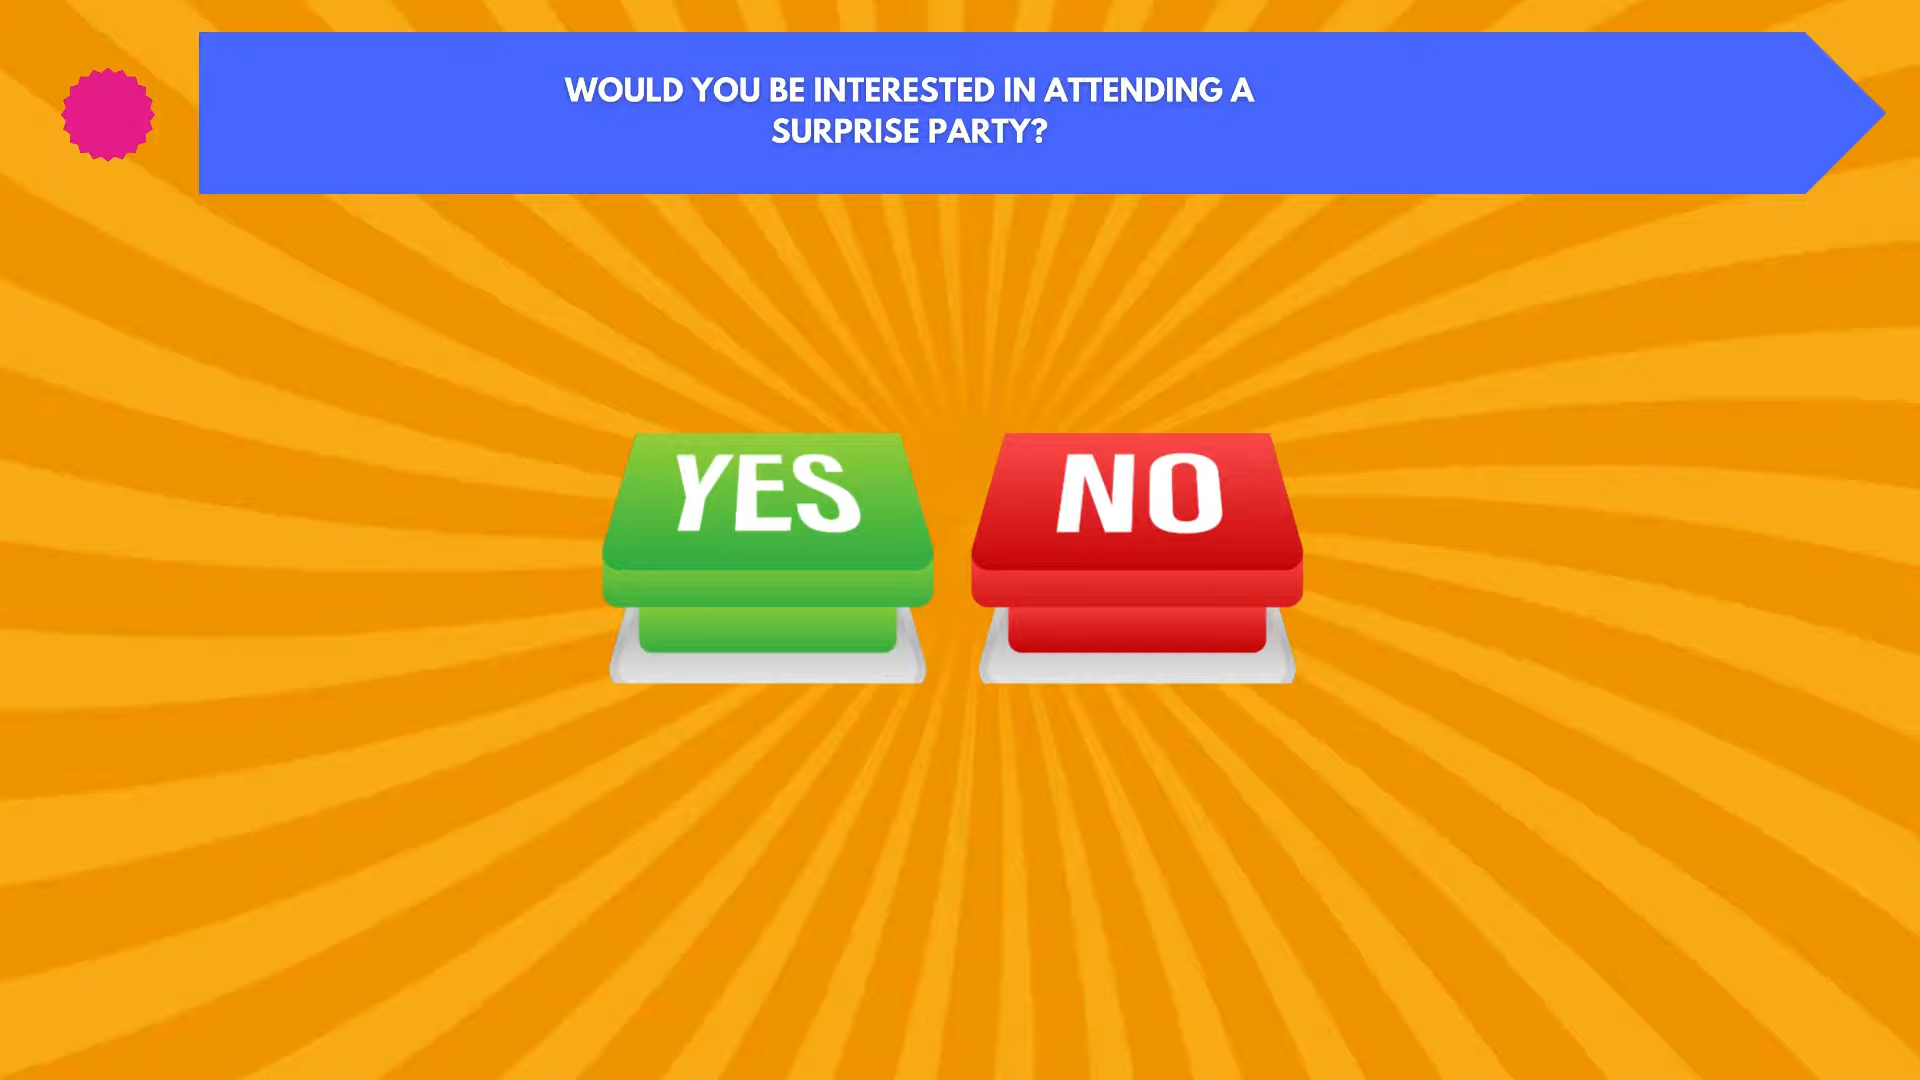 WOULD YOU BE INTERESTED IN ATTENDING A
SURPRISE PARTY?
YES
NO